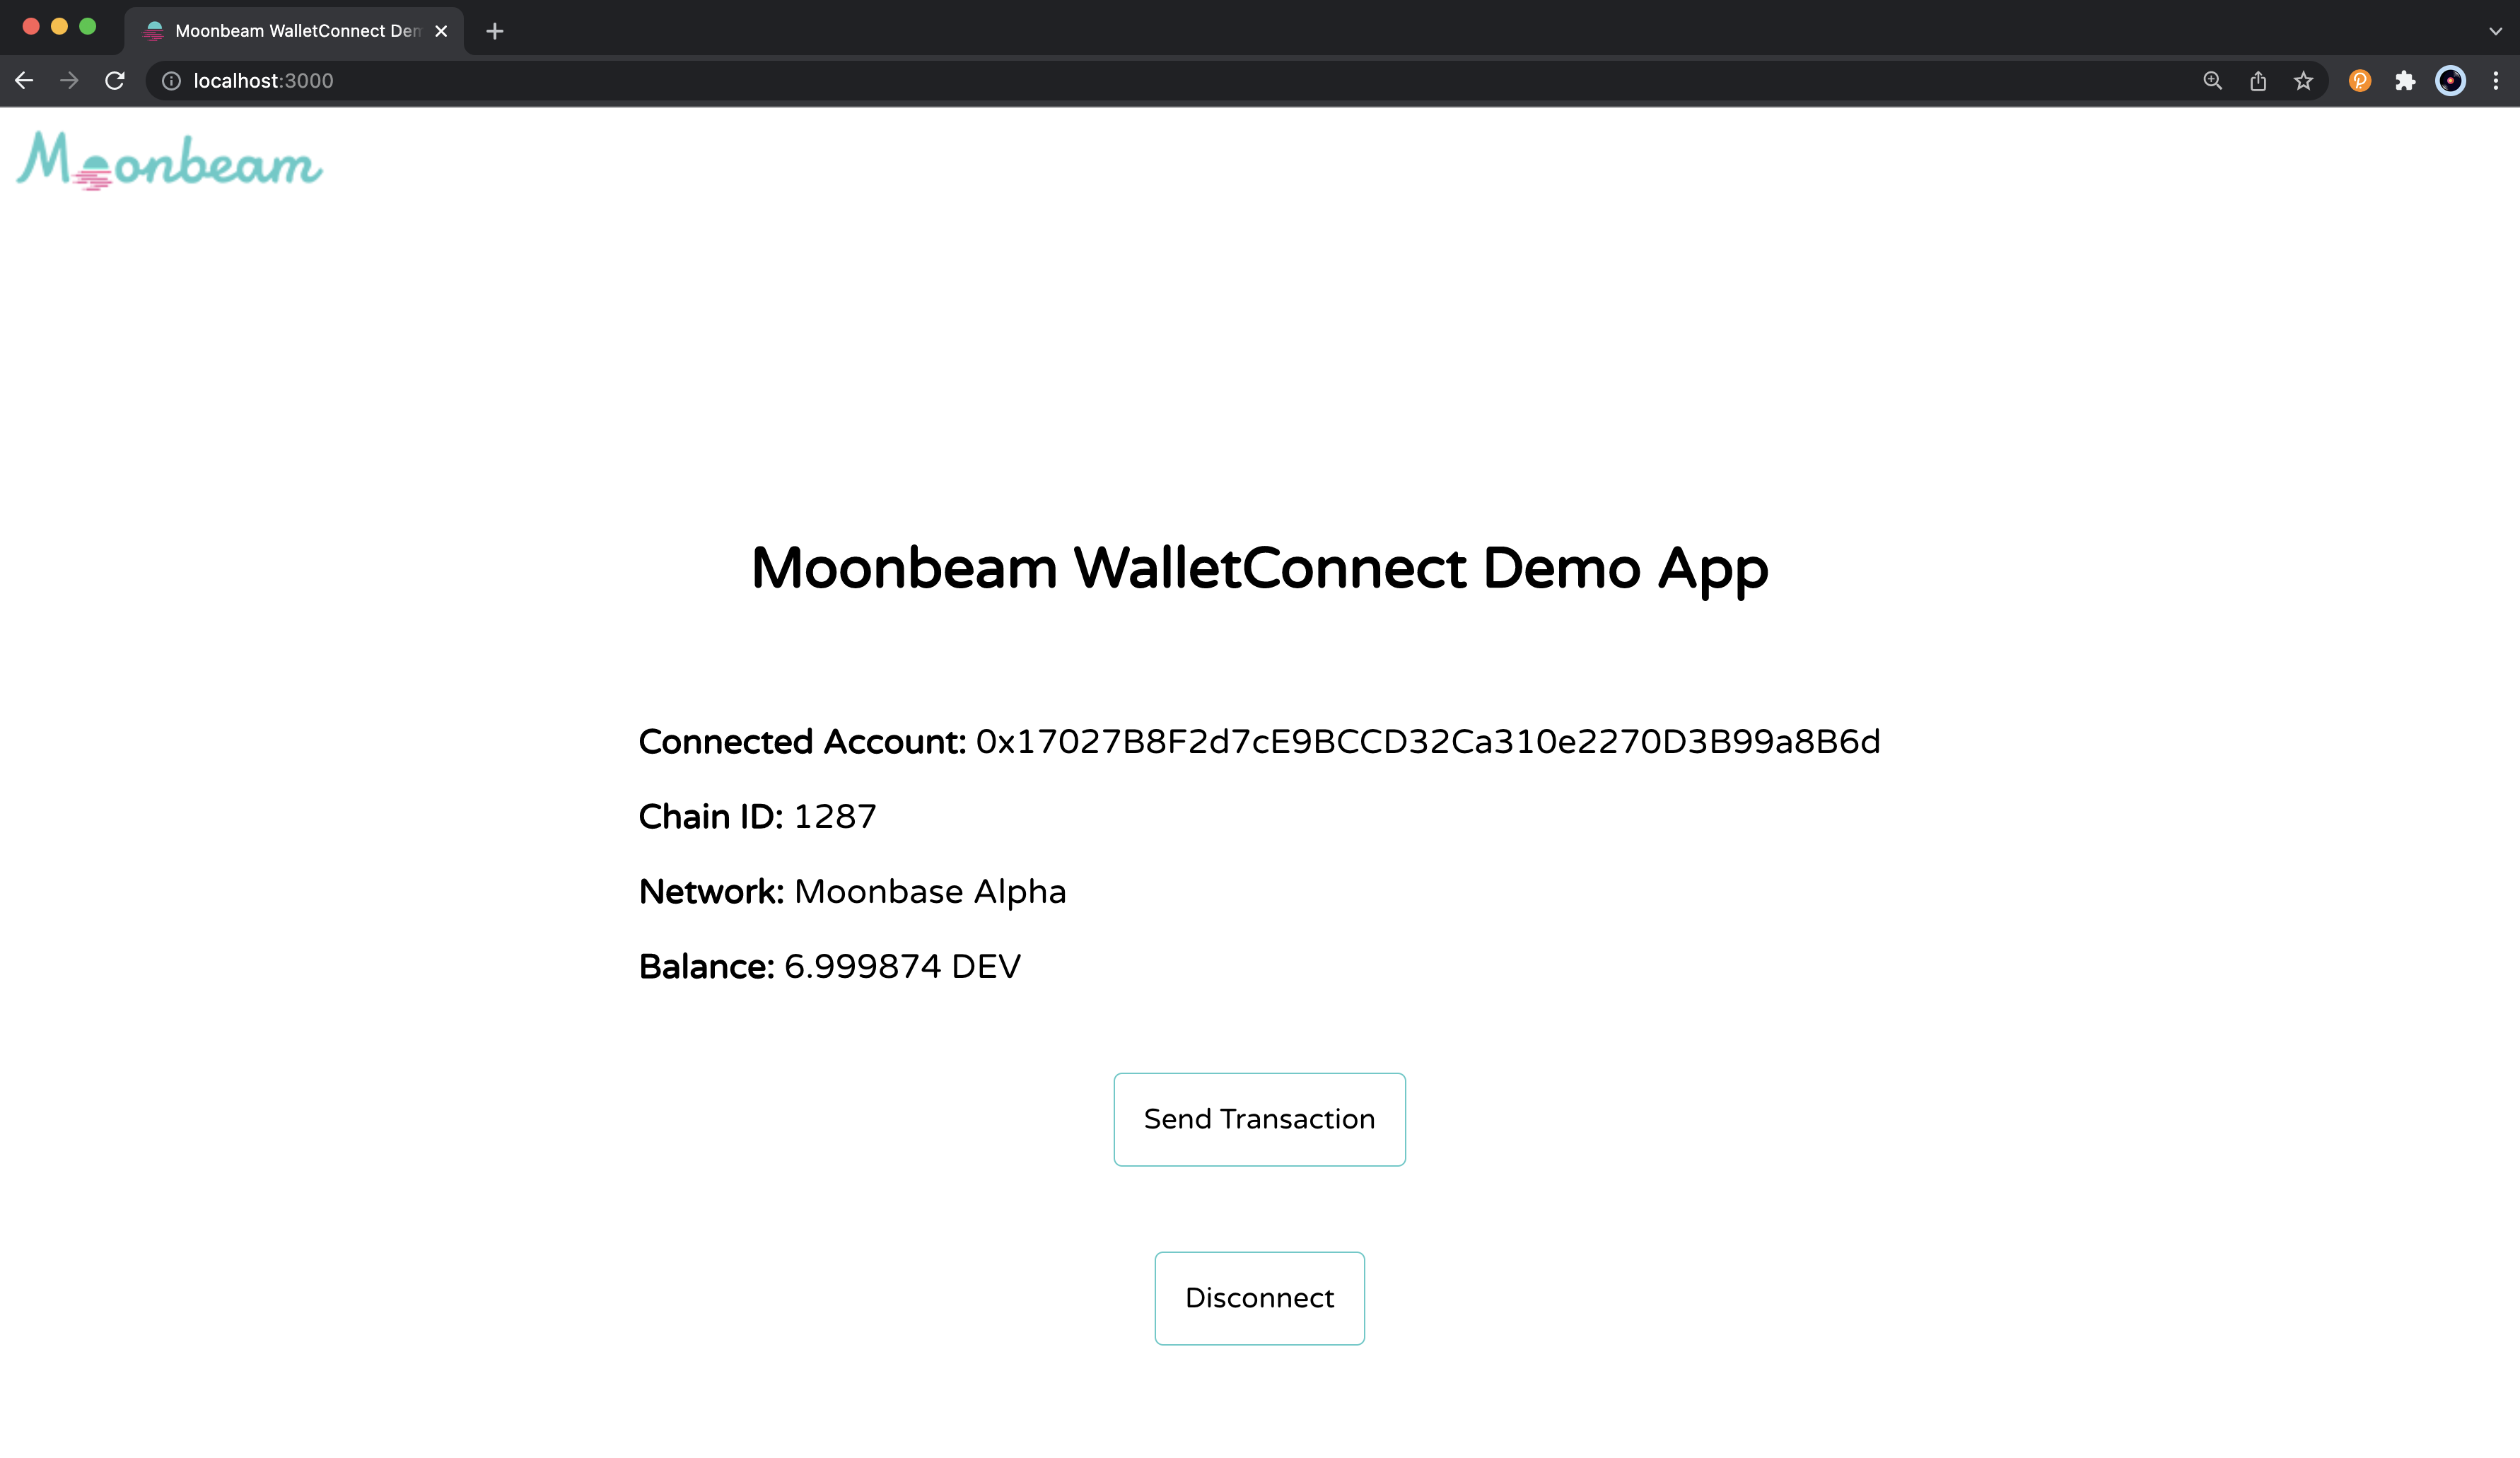 Moonbeam WalletConnect Dem
localhost:3000
Moonbeam
Moonbeam WalletConnect Demo App
Connected Account: 0x17027B8F2d7cE9BCCD32Ca310e2270D3B99a8B6d
Chain ID: 1287
Network: Moonbase Alpha
Balance: 6.999874 DEV
Send Transaction
Disconnect